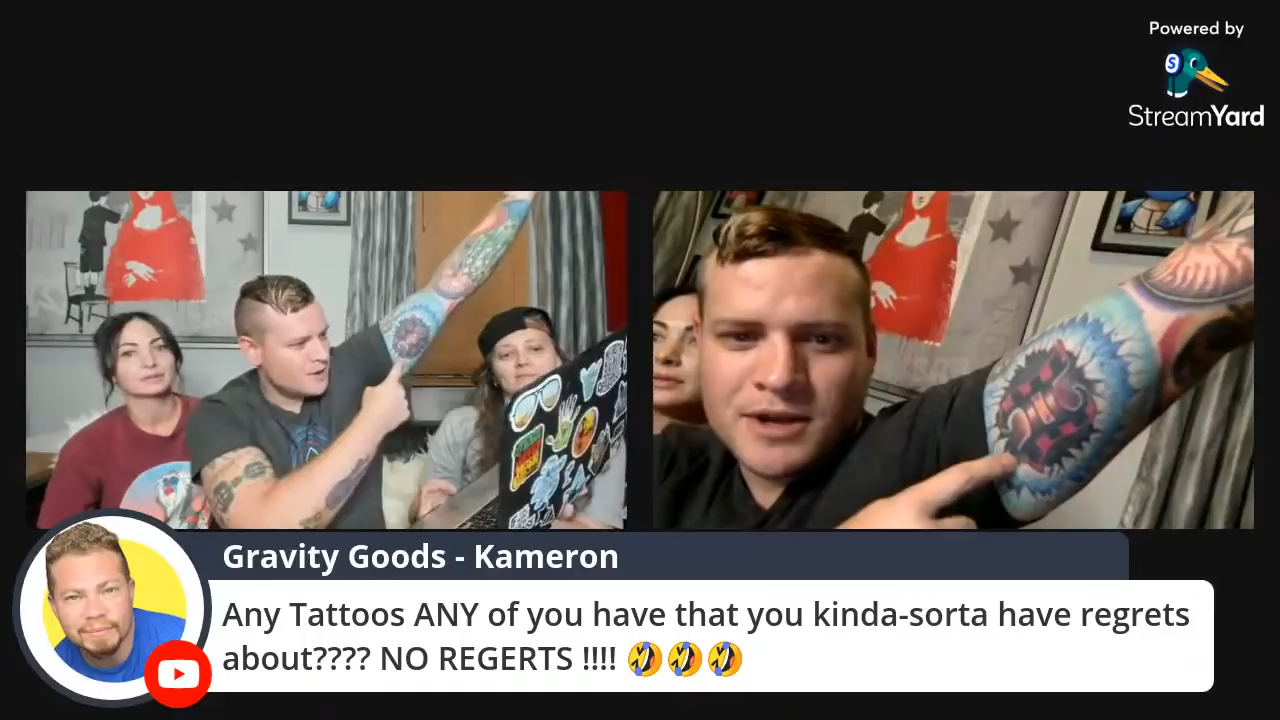 Powered by
S
StreamYard
Gravity Goods - Kameron
Any Tattoos ANY of you have that you kinda-sorta have regrets
about???? NO REGERTS !!!! 🤣🤣🤣